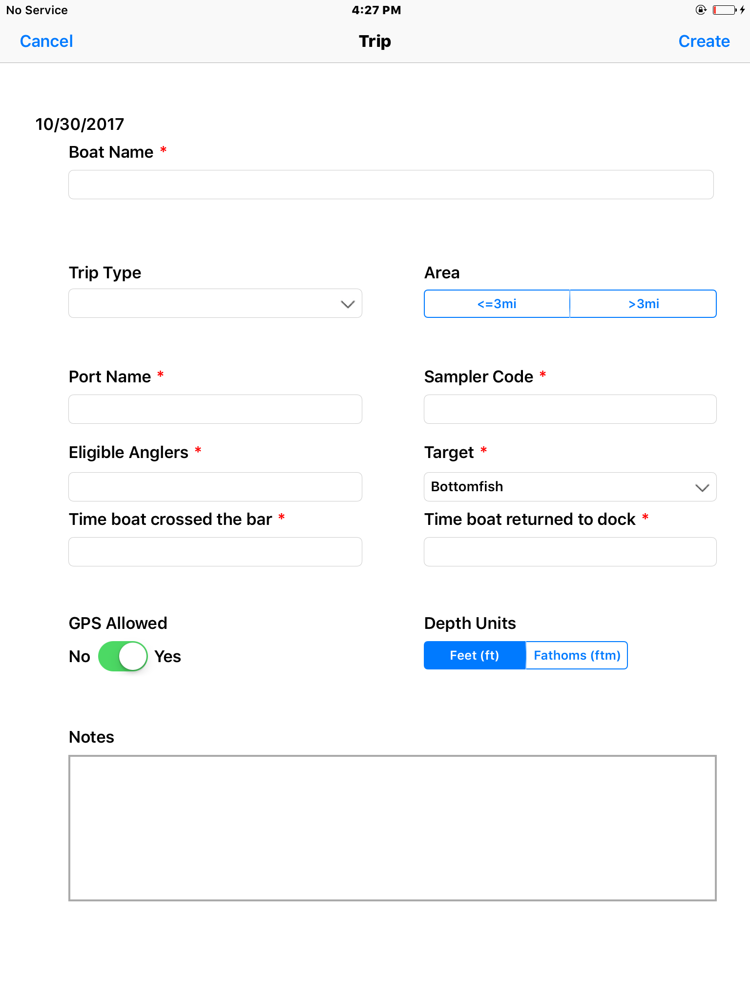 No Service 4:27 PM
Cancel Trip Create
10/30/2017
Boat Name *
Trip Type Area
<=3mi >3mi
Port Name * Sampler Code *
Eligible Anglers * Target *
Bottomfish
Time boat crossed the bar * Time boat returned to dock *
GPS Allowed Depth Units
No Yes Feet (ft) Fathoms (ftm)
Notes